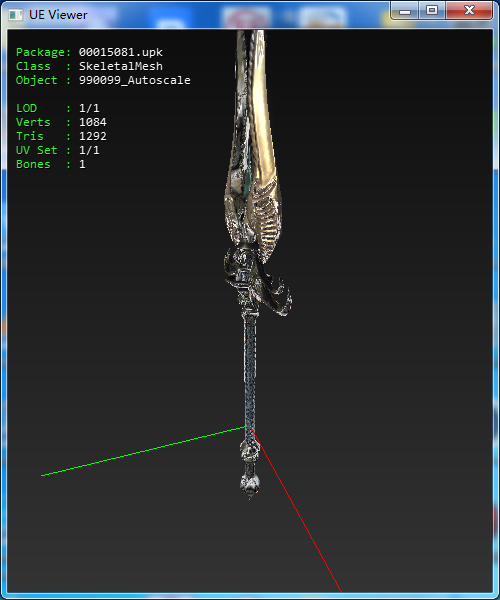 UE Viewer
Package: 00015081.upk
Class : SkeletalMesh
Object : 990099_Autoscale
LOD : 1/1
Verts : 1084
Tris : 1292
UV Set : 1/1
Bones : 1